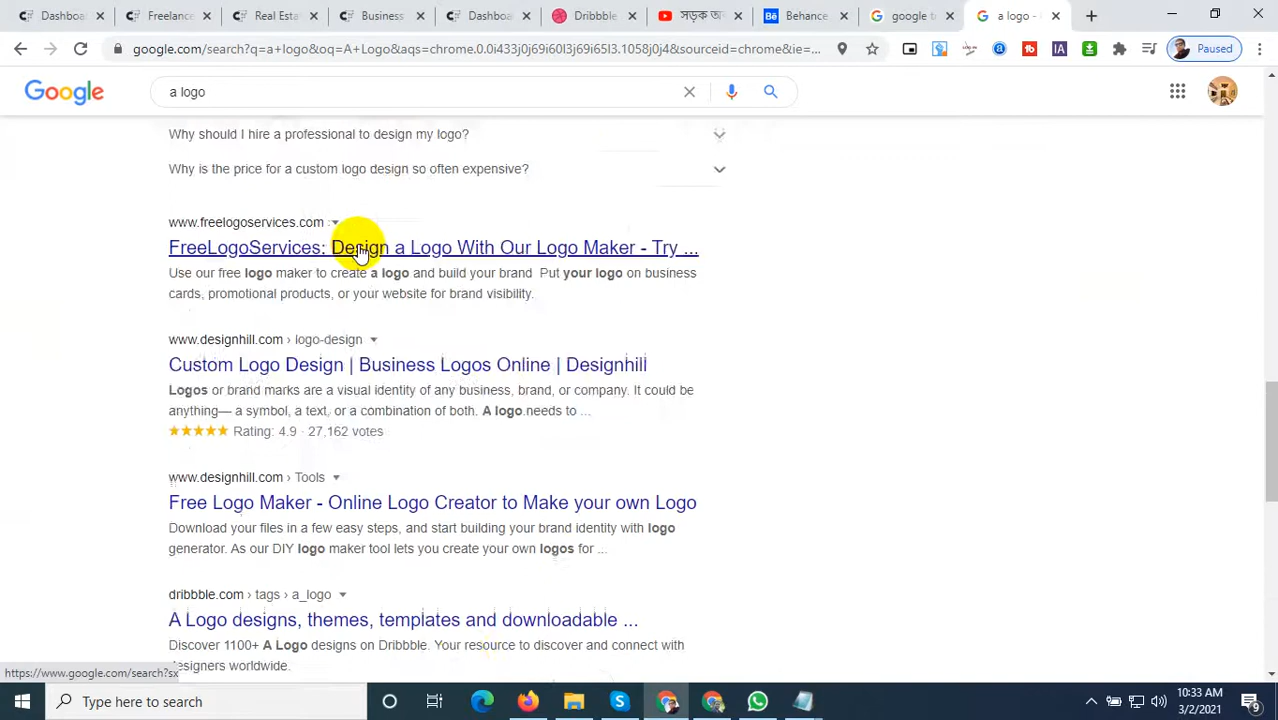 Dashboa
Freelance
Real Esta
Business
Dashboa
Dribbble
সড়ক অ
Behance
google to
a logo -
google.com/search?q=a+logo&oq=A+Logo&aqs=chrome.0.0i433j0j69i60l3j69i65l3.1058j0j4&sourceid=chrome&ie=...
Paused
Google
a logo
Why should I hire a professional to design my logo?
Why is the price for a custom logo design so often expensive?
www.freelogoservices.com
FreeLogoServices: Design a Logo With Our Logo Maker - Try ...
Use our free logo maker to create a logo and build your brand Put your logo on business
cards, promotional products, or your website for brand visibility.
www.designhill.com › logo-design
Custom Logo Design | Business Logos Online | Designhill
Logos or brand marks are a visual identity of any business, brand, or company. It could be
anything— a symbol, a text, or a combination of both. A logo needs to ...
Rating: 4.9 · 27,162 votes
www.designhill.com › Tools
Free Logo Maker - Online Logo Creator to Make your own Logo
Download your files in a few easy steps, and start building your brand identity with logo
generator. As our DIY logo maker tool lets you create your own logos for ...
dribbble.com › tags › a_logo
A Logo designs, themes, templates and downloadable ...
Discover 1100+ A Logo designs on Dribbble. Your resource to discover and connect with
designers worldwide.
https://www.google.com/search?sx
Type here to search
10:33 AM
3/2/2021
9